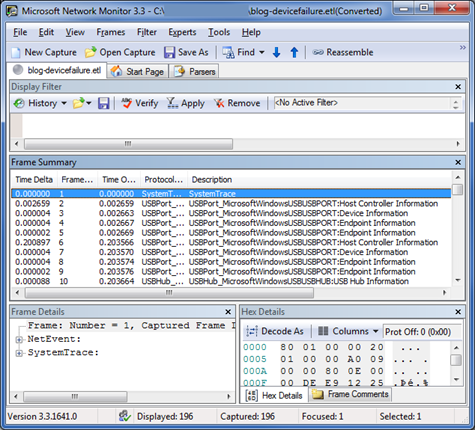 Microsoft Network Monitor 3.3 - C:\ \blog-devicefailure.etl(Converted)
File Edit View Frames Filter Experts Tools Help
New Capture Open Capture Save As Find Reassemble
blog-devicefailure.etl Start Page Parsers
Display Filter
History Verify Apply Remove <No Active Filter>
Frame Summary
Time Delta Frame... Time O... Protocol... Description
0.000000 1 0.000000 SystemT... SystemTrace
0.002659 2 0.002659 USBPort_... USBPort_MicrosoftWindowsUSBUSBPORT:Host Controller Information
0.000004 3 0.002663 USBPort_... USBPort_MicrosoftWindowsUSBUSBPORT:Device Information
0.000004 4 0.002667 USBPort_... USBPort_MicrosoftWindowsUSBUSBPORT:Endpoint Information
0.000002 5 0.002669 USBPort_... USBPort_MicrosoftWindowsUSBUSBPORT:Endpoint Information
0.200897 6 0.203566 USBPort_... USBPort_MicrosoftWindowsUSBUSBPORT:Host Controller Information
0.000004 7 0.203570 USBPort_... USBPort_MicrosoftWindowsUSBUSBPORT:Device Information
0.000004 8 0.203574 USBPort_... USBPort_MicrosoftWindowsUSBUSBPORT:Endpoint Information
0.000002 9 0.203576 USBPort_... USBPort_MicrosoftWindowsUSBUSBPORT:Endpoint Information
0.000088 10 0.203664 USBHub_... USBHub_MicrosoftWindowsUSBUSBHUB:USB Hub Information
Frame Details
Frame: Number = 1, Captured Frame
NetEvent:
SystemTrace:
Hex Details
Decode As Columns Prot Off: 0 (0x00)
0000 80 01 00 00 20 ....
0005 01 00 00 A0 09 ...
000A 00 00 80 0E 00 ...
000F 00 DE E9 12 25 .Þé.%
Hex Details Frame Comments
Version 3.3.1641.0 Displayed: 196 Captured: 196 Focused: 1 Selected: 1